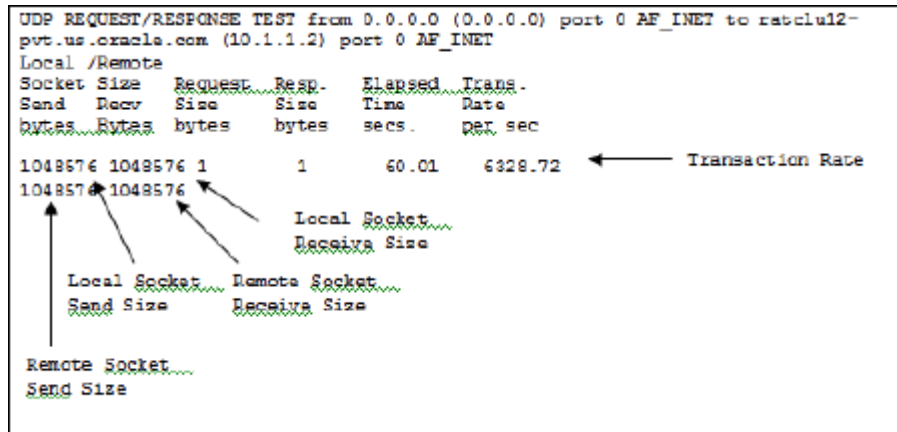 UDP REQUEST/RESPONSE TEST from 0.0.0.0 (0.0.0.0) port 0 AF_INET to ratclu12-
pvt.us.oracle.com (10.1.1.2) port 0 AF_INET
Local /Remote
Socket Size Request Resp. Elapsed Trans.
Send Recv Size Size Time Rate
bytes Bytes bytes bytes secs. per sec
1048576 1048576 1 1 60.01 6328.72 Transaction Rate
1048576 1048576
Local Socket
Receive Size
Local Socket Remote Socket
Send Size Receive Size
Remote Socket
Send Size